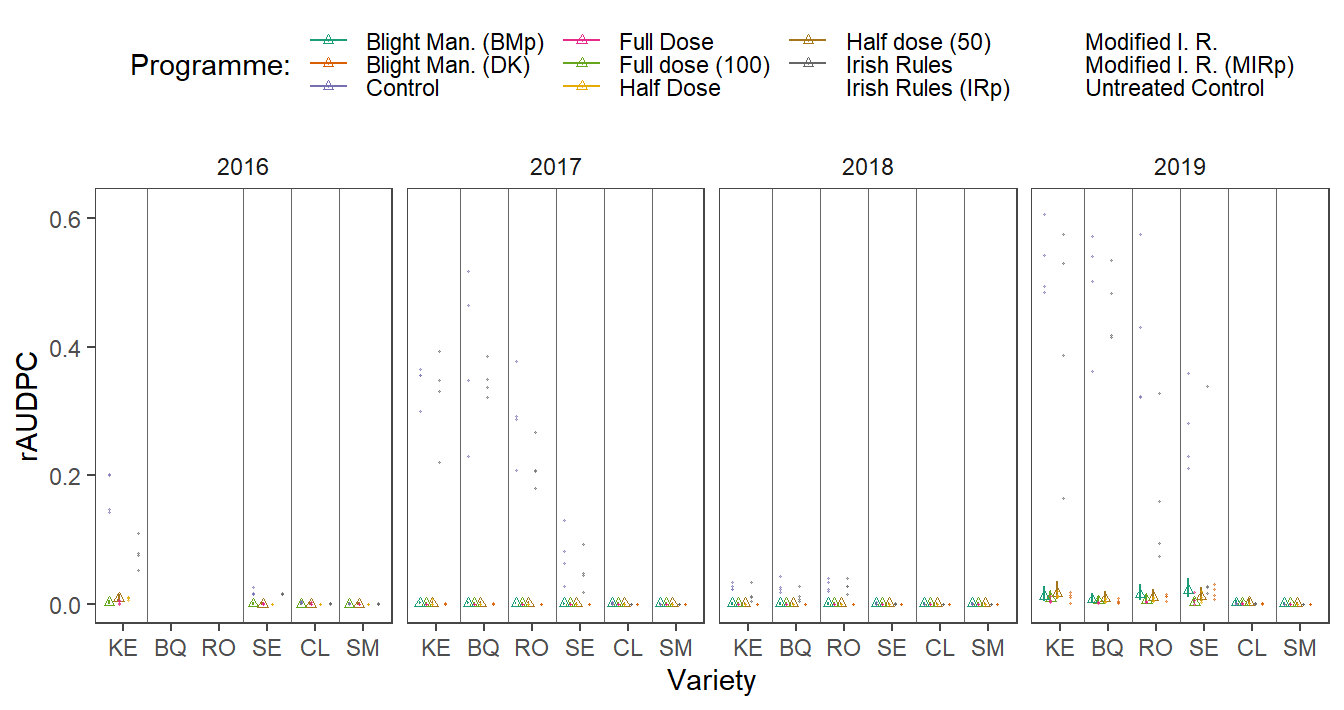 Programme:
Blight Man. (BMp)
Blight Man. (DK)
Control
Full Dose
Full dose (100)
Half Dose
Half dose (50)
Irish Rules
Irish Rules (IRp)
Modified I. R.
Modified I. R. (MIRp)
Untreated Control
2016 2017 2018 2019
rAUDPC
0.6
0.4
0.2
0.0
KE BQ RO SE CL SM KE BQ RO SE CL SM KE BQ RO SE CL SM KE BQ RO SE CL SM
Variety